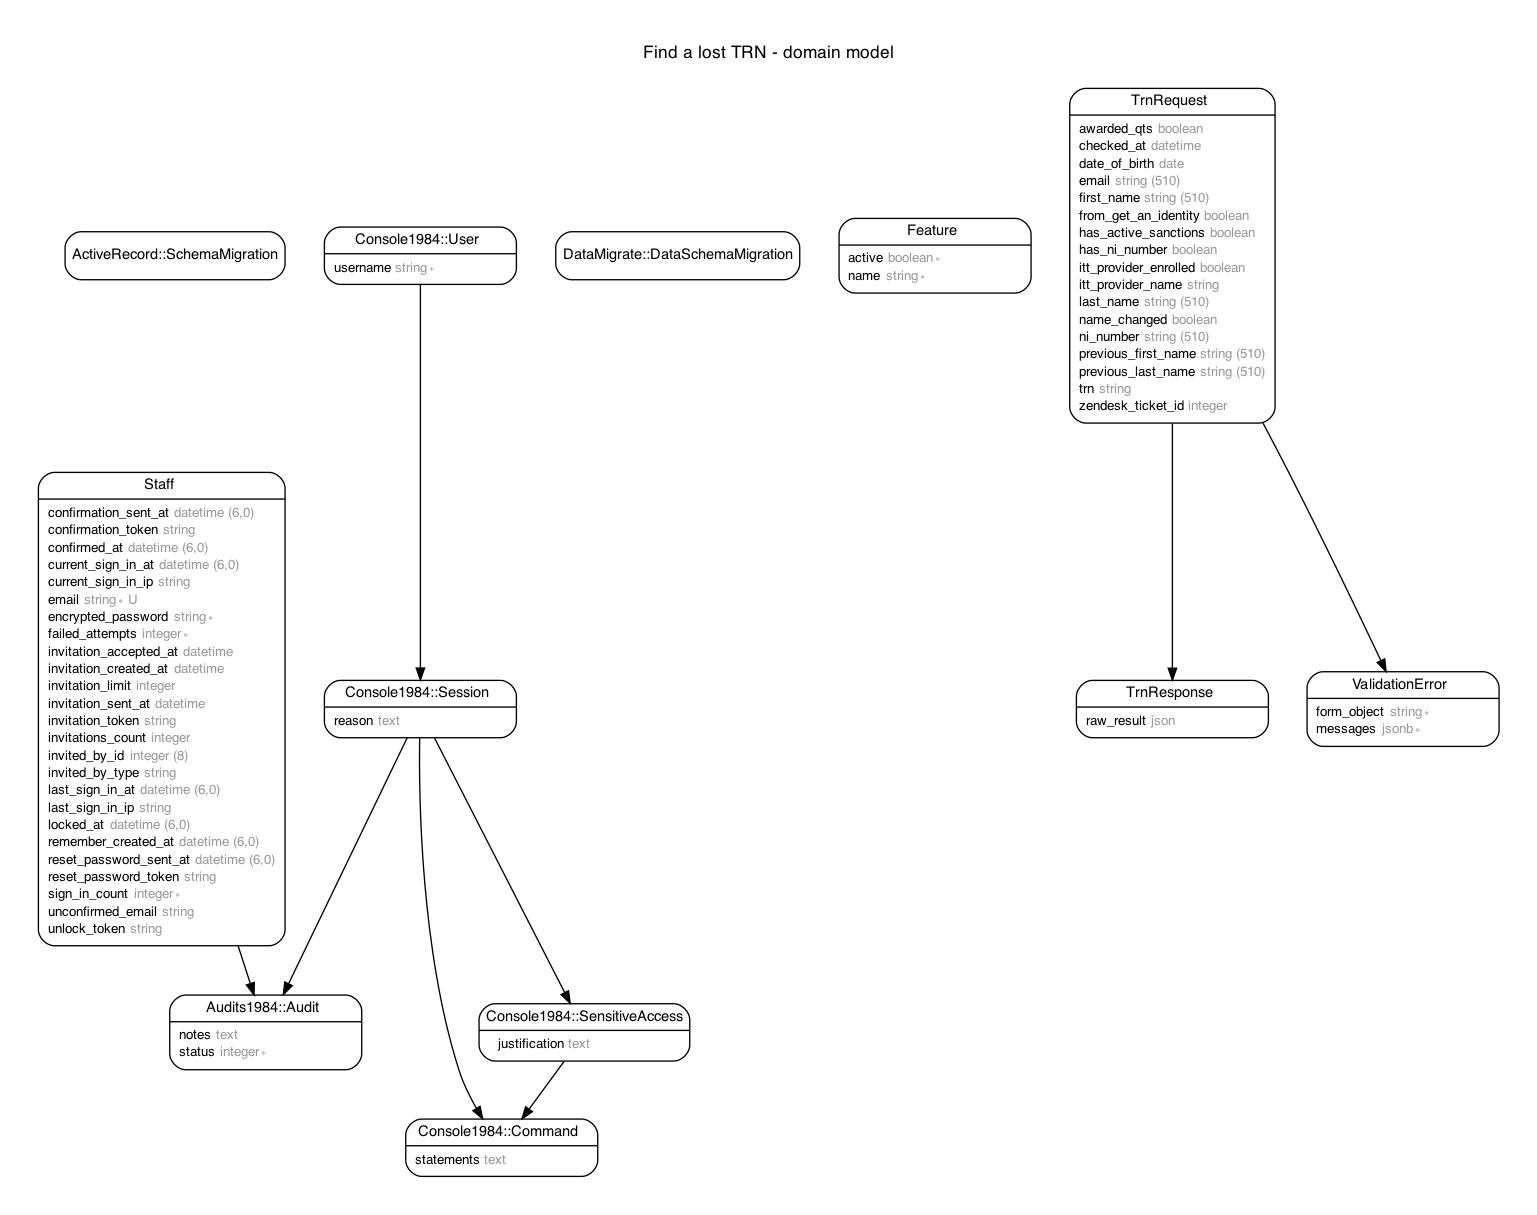 Find a lost TRN - domain model
TrnRequest
awarded_qts boolean
checked_at datetime
date_of_birth date
email string (510)
first_name string (510)
from_get_an_identity boolean
has_active_sanctions boolean
has_ni_number boolean
itt_provider_enrolled boolean
itt_provider_name string
last_name string (510)
name_changed boolean
ni_number string (510)
previous_first_name string (510)
previous_last_name string (510)
trn string
zendesk_ticket_id integer
ActiveRecord::SchemaMigration
Console1984::User
username string∗
DataMigrate::DataSchemaMigration
Feature
active boolean∗
name string∗
Staff
confirmation_sent_at datetime (6,0)
confirmation_token string
confirmed_at datetime (6,0)
current_sign_in_at datetime (6,0)
current_sign_in_ip string
email string∗ U
encrypted_password string∗
failed_attempts integer∗
invitation_accepted_at datetime
invitation_created_at datetime
invitation_limit integer
invitation_sent_at datetime
invitation_token string
invitations_count integer
invited_by_id integer (8)
invited_by_type string
last_sign_in_at datetime (6,0)
last_sign_in_ip string
locked_at datetime (6,0)
remember_created_at datetime (6,0)
reset_password_sent_at datetime (6,0)
reset_password_token string
sign_in_count integer∗
unconfirmed_email string
unlock_token string
Console1984::Session
reason text
TrnResponse
raw_result json
ValidationError
form_object string∗
messages jsonb∗
Audits1984::Audit
notes text
status integer∗
Console1984::SensitiveAccess
justification text
Console1984::Command
statements text